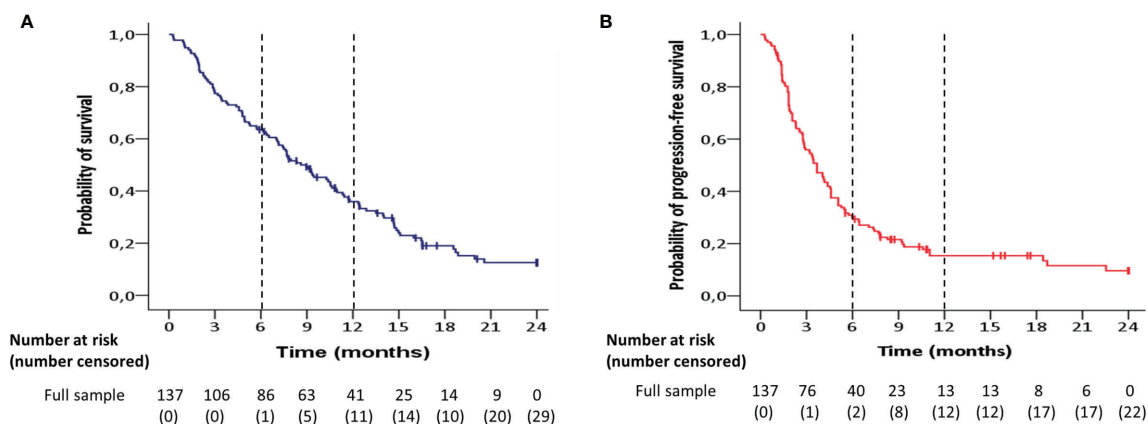 A
Probability of survival
1,0
0,8
0,6
0,4
0,2
0,0
0 3 6 9 12 15 18 21 24
Time (months)
Number at risk
(number censored)
Full sample 137 106 86 63 41 25 14 9 0
(0) (0) (1) (5) (11) (14) (10) (20) (29)
B
Probability of progression-free survival
1,0
0,8
0,6
0,4
0,2
0,0
0 3 6 9 12 15 18 21 24
Time (months)
Number at risk
(number censored)
Full sample 137 76 40 23 13 13 8 6 0
(0) (1) (2) (8) (12) (12) (17) (17) (22)